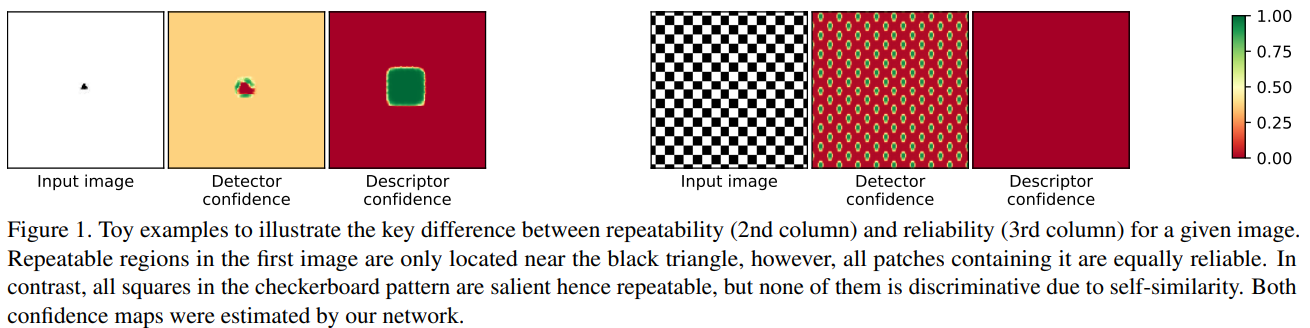 1.00
0.75
0.50
0.25
0.00
Input image
Detector
confidence
Descriptor
confidence
Input image
Detector
confidence
Descriptor
confidence
Figure 1. Toy examples to illustrate the key difference between repeatability (2nd column) and reliability (3rd column) for a given image.
Repeatable regions in the first image are only located near the black triangle, however, all patches containing it are equally reliable. In
contrast, all squares in the checkerboard pattern are salient hence repeatable, but none of them is discriminative due to self-similarity. Both
confidence maps were estimated by our network.